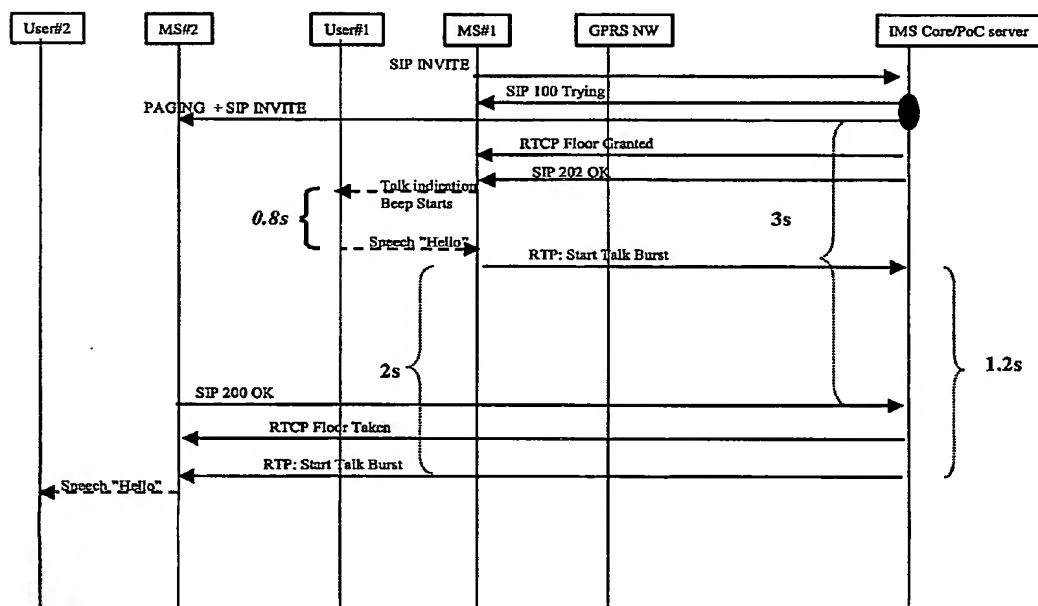 User#2
MS#2
User#1
MS#1
GPRS NW
IMS Core/PoC server
SIP INVITE
SIP 100 Trying
PAGING + SIP INVITE
RTCP Floor Granted
SIP 202 OK
Talk indication
Beep Starts
0.8s
3s
Speech "Hello"
RTP: Start Talk Burst
2s
1.2s
SIP 200 OK
RTCP Floor Taken
RTP: Start Talk Burst
Speech "Hello"